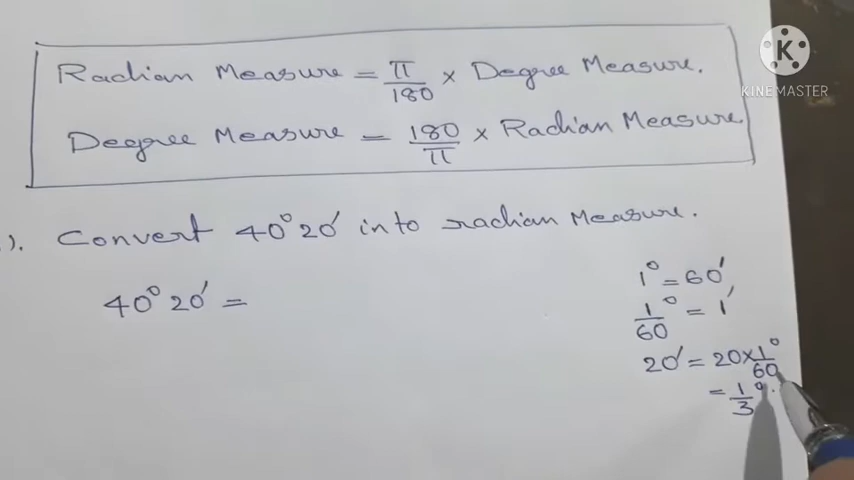 Radian Measure = π/180 × Degree Measure.
Degree Measure = 180/π × Radian Measure.
). Convert 40° 20′ into radian Measure.
40° 20′ =
1° = 60′,
1/60° = 1′
20′ = 20×1/60°
= 1/3°.
K
KINEMASTER